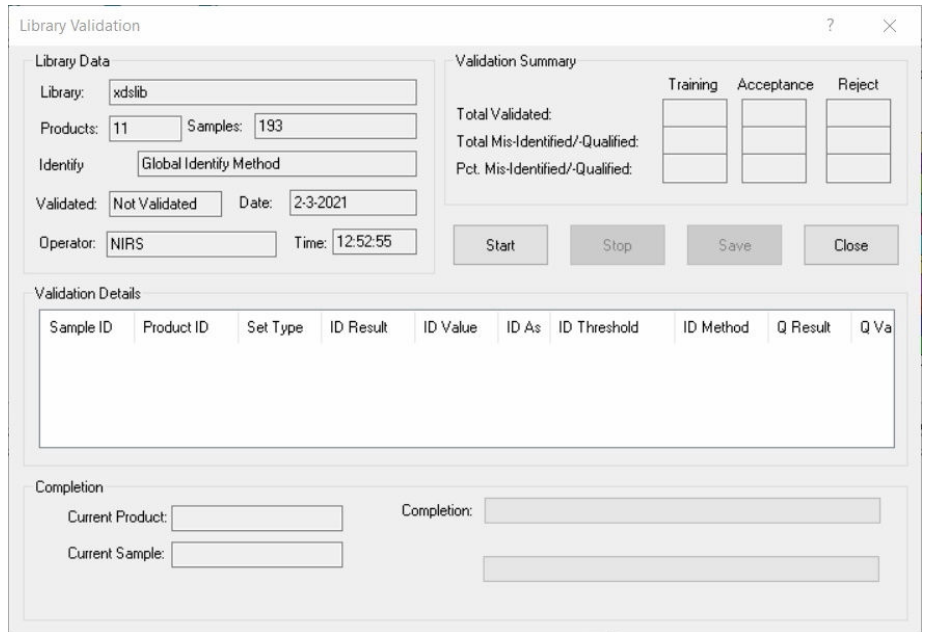 Library Validation ?
Library Data
Library: xdslib
Products: 11 Samples: 193
Identify Global Identify Method
Validated: Not Validated Date: 2-3-2021
Operator: NIRS Time: 12:52:55
Validation Summary
Training Acceptance Reject
Total Validated:
Total Mis-Identified/-Qualified:
Pct. Mis-Identified/-Qualified:
Start Stop Save Close
Validation Details
Sample ID Product ID Set Type ID Result ID Value ID As ID Threshold ID Method Q Result Q Va
Completion
Current Product:
Current Sample:
Completion: